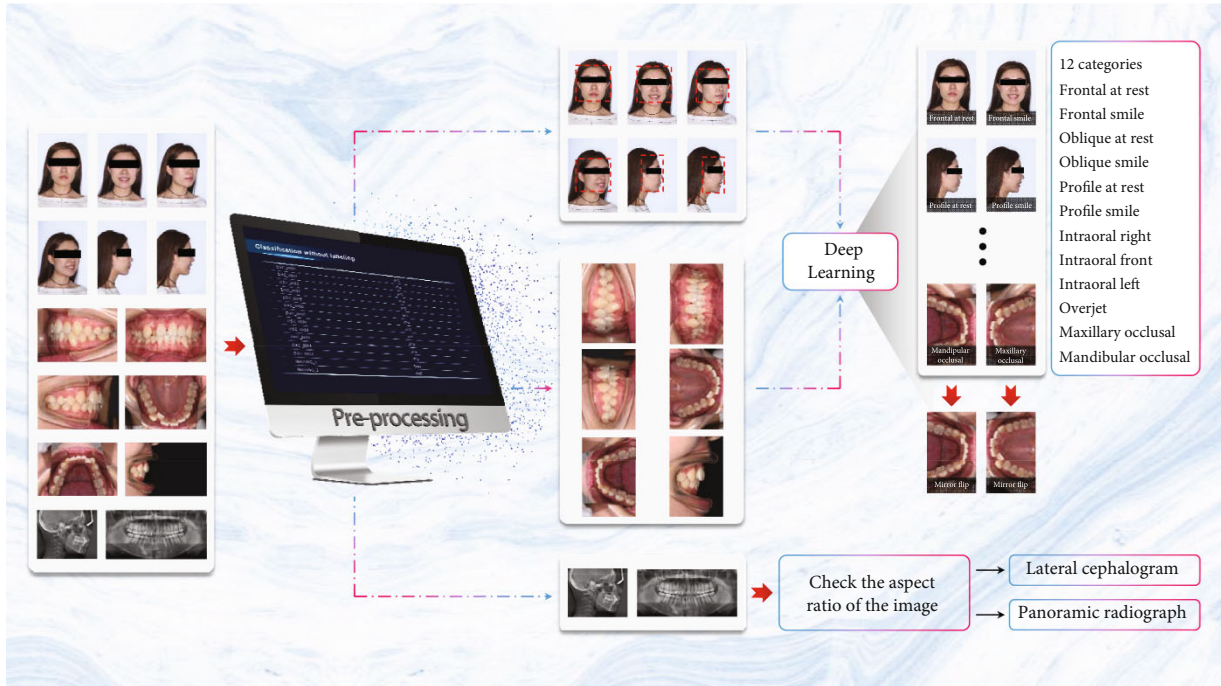 Classification without labeling
Pre-processing
Deep
Learning
Frontal at rest
Frontal smile
Profile at rest
Profile smile
Mandipular
occlusal
Maxillary
occlusal
Mirror flip
Mirror flip
12 categories
Frontal at rest
Frontal smile
Oblique at rest
Oblique smile
Profile at rest
Profile smile
Intraoral right
Intraoral front
Intraoral left
Overjet
Maxillary occlusal
Mandibular occlusal
Check the aspect
ratio of the image
Lateral cephalogram
Panoramic radiograph